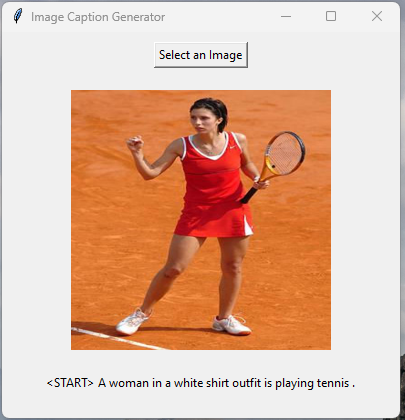 Image Caption Generator
Select an Image
<START> A woman in a white shirt outfit is playing tennis .